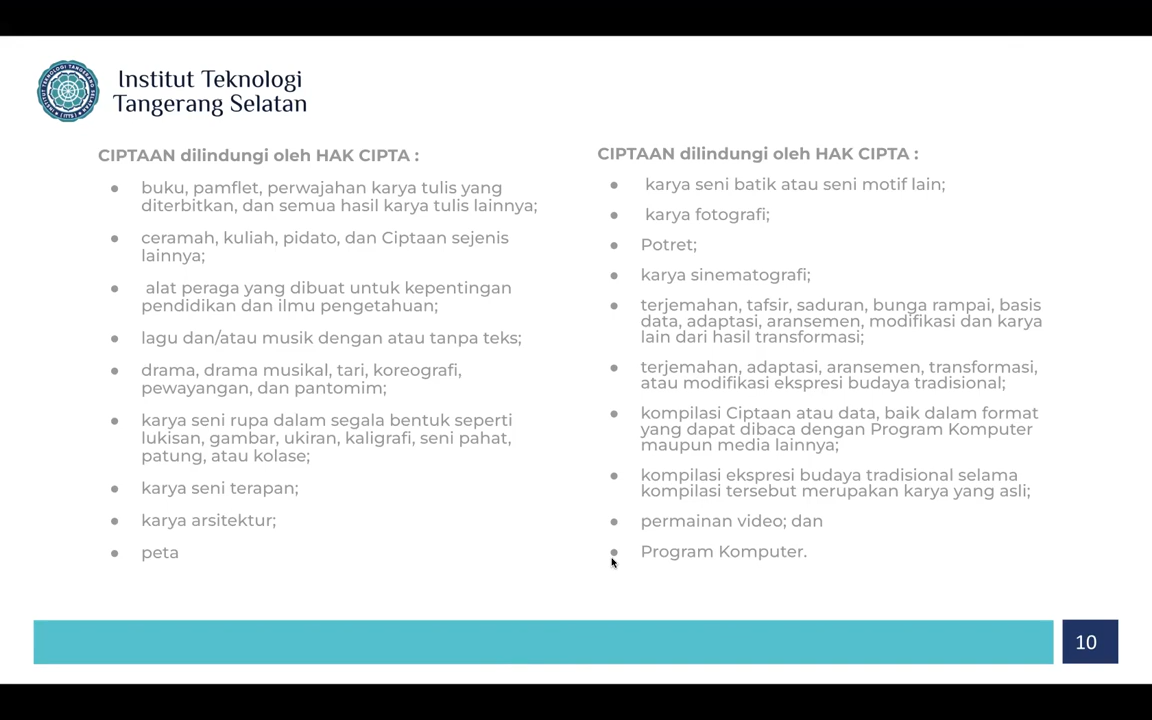 Institut Teknologi
Tangerang Selatan
CIPTAAN dilindungi oleh HAK CIPTA :
● buku, pamflet, perwajahan karya tulis yang
diterbitkan, dan semua hasil karya tulis lainnya;
● ceramah, kuliah, pidato, dan Ciptaan sejenis
lainnya;
● alat peraga yang dibuat untuk kepentingan
pendidikan dan ilmu pengetahuan;
● lagu dan/atau musik dengan atau tanpa teks;
● drama, drama musikal, tari, koreografi,
pewayangan, dan pantomim;
● karya seni rupa dalam segala bentuk seperti
lukisan, gambar, ukiran, kaligrafi, seni pahat,
patung, atau kolase;
● karya seni terapan;
● karya arsitektur;
● peta
CIPTAAN dilindungi oleh HAK CIPTA :
● karya seni batik atau seni motif lain;
● karya fotografi;
● Potret;
● karya sinematografi;
● terjemahan, tafsir, saduran, bunga rampai, basis
data, adaptasi, aransemen, modifikasi dan karya
lain dari hasil transformasi;
● terjemahan, adaptasi, aransemen, transformasi,
atau modifikasi ekspresi budaya tradisional;
● kompilasi Ciptaan atau data, baik dalam format
yang dapat dibaca dengan Program Komputer
maupun media lainnya;
● kompilasi ekspresi budaya tradisional selama
kompilasi tersebut merupakan karya yang asli;
● permainan video; dan
● Program Komputer.
10